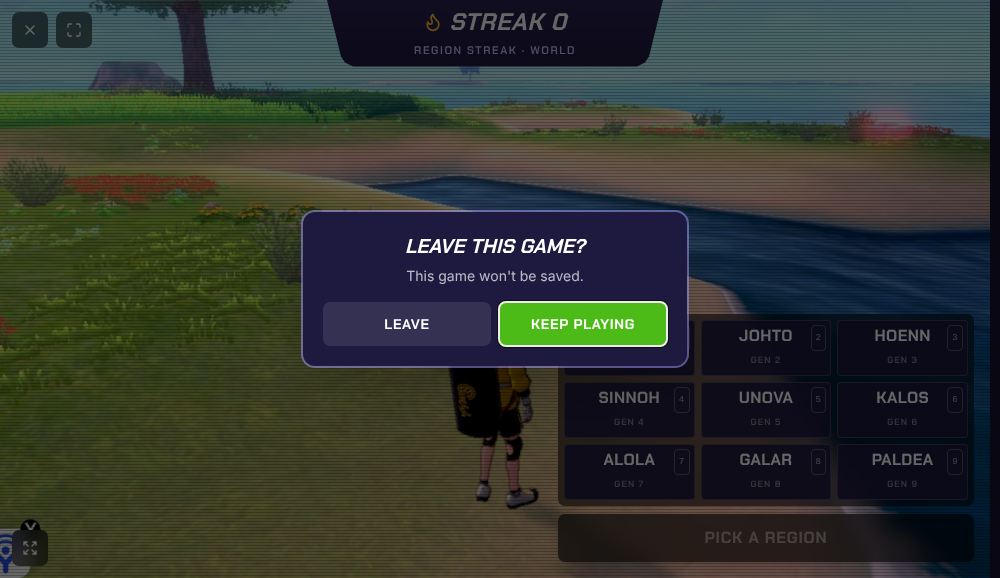 STREAK 0
REGION STREAK · WORLD
LEAVE THIS GAME?
This game won't be saved.
LEAVE
KEEP PLAYING
JOHTO 2
GEN 2
HOENN 3
GEN 3
SINNOH 4
GEN 4
UNOVA 5
GEN 5
KALOS 6
GEN 6
ALOLA 7
GEN 7
GALAR 8
GEN 8
PALDEA 9
GEN 9
PICK A REGION
Y